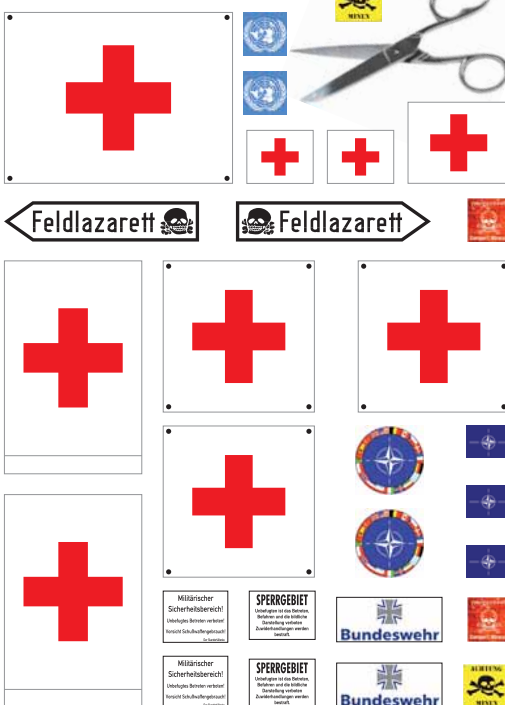 MINEN
Feldlazarett
Feldlazarett
Militärischer
Sicherheitsbereich!
Unbefugtes Betreten verboten!
Vorsicht Schußwaffengebrauch!
SPERRGEBIET
Unbefugten ist das Betreten,
Befahren und die bildliche
Darstellung verboten
Zuwiderhandlungen werden
bestraft.
Bundeswehr
Militärischer
Sicherheitsbereich!
Unbefugtes Betreten verboten!
Vorsicht Schußwaffengebrauch!
SPERRGEBIET
Unbefugten ist das Betreten,
Befahren und die bildliche
Darstellung verboten
Zuwiderhandlungen werden
bestraft.
Bundeswehr
ACHTUNG
MINEN